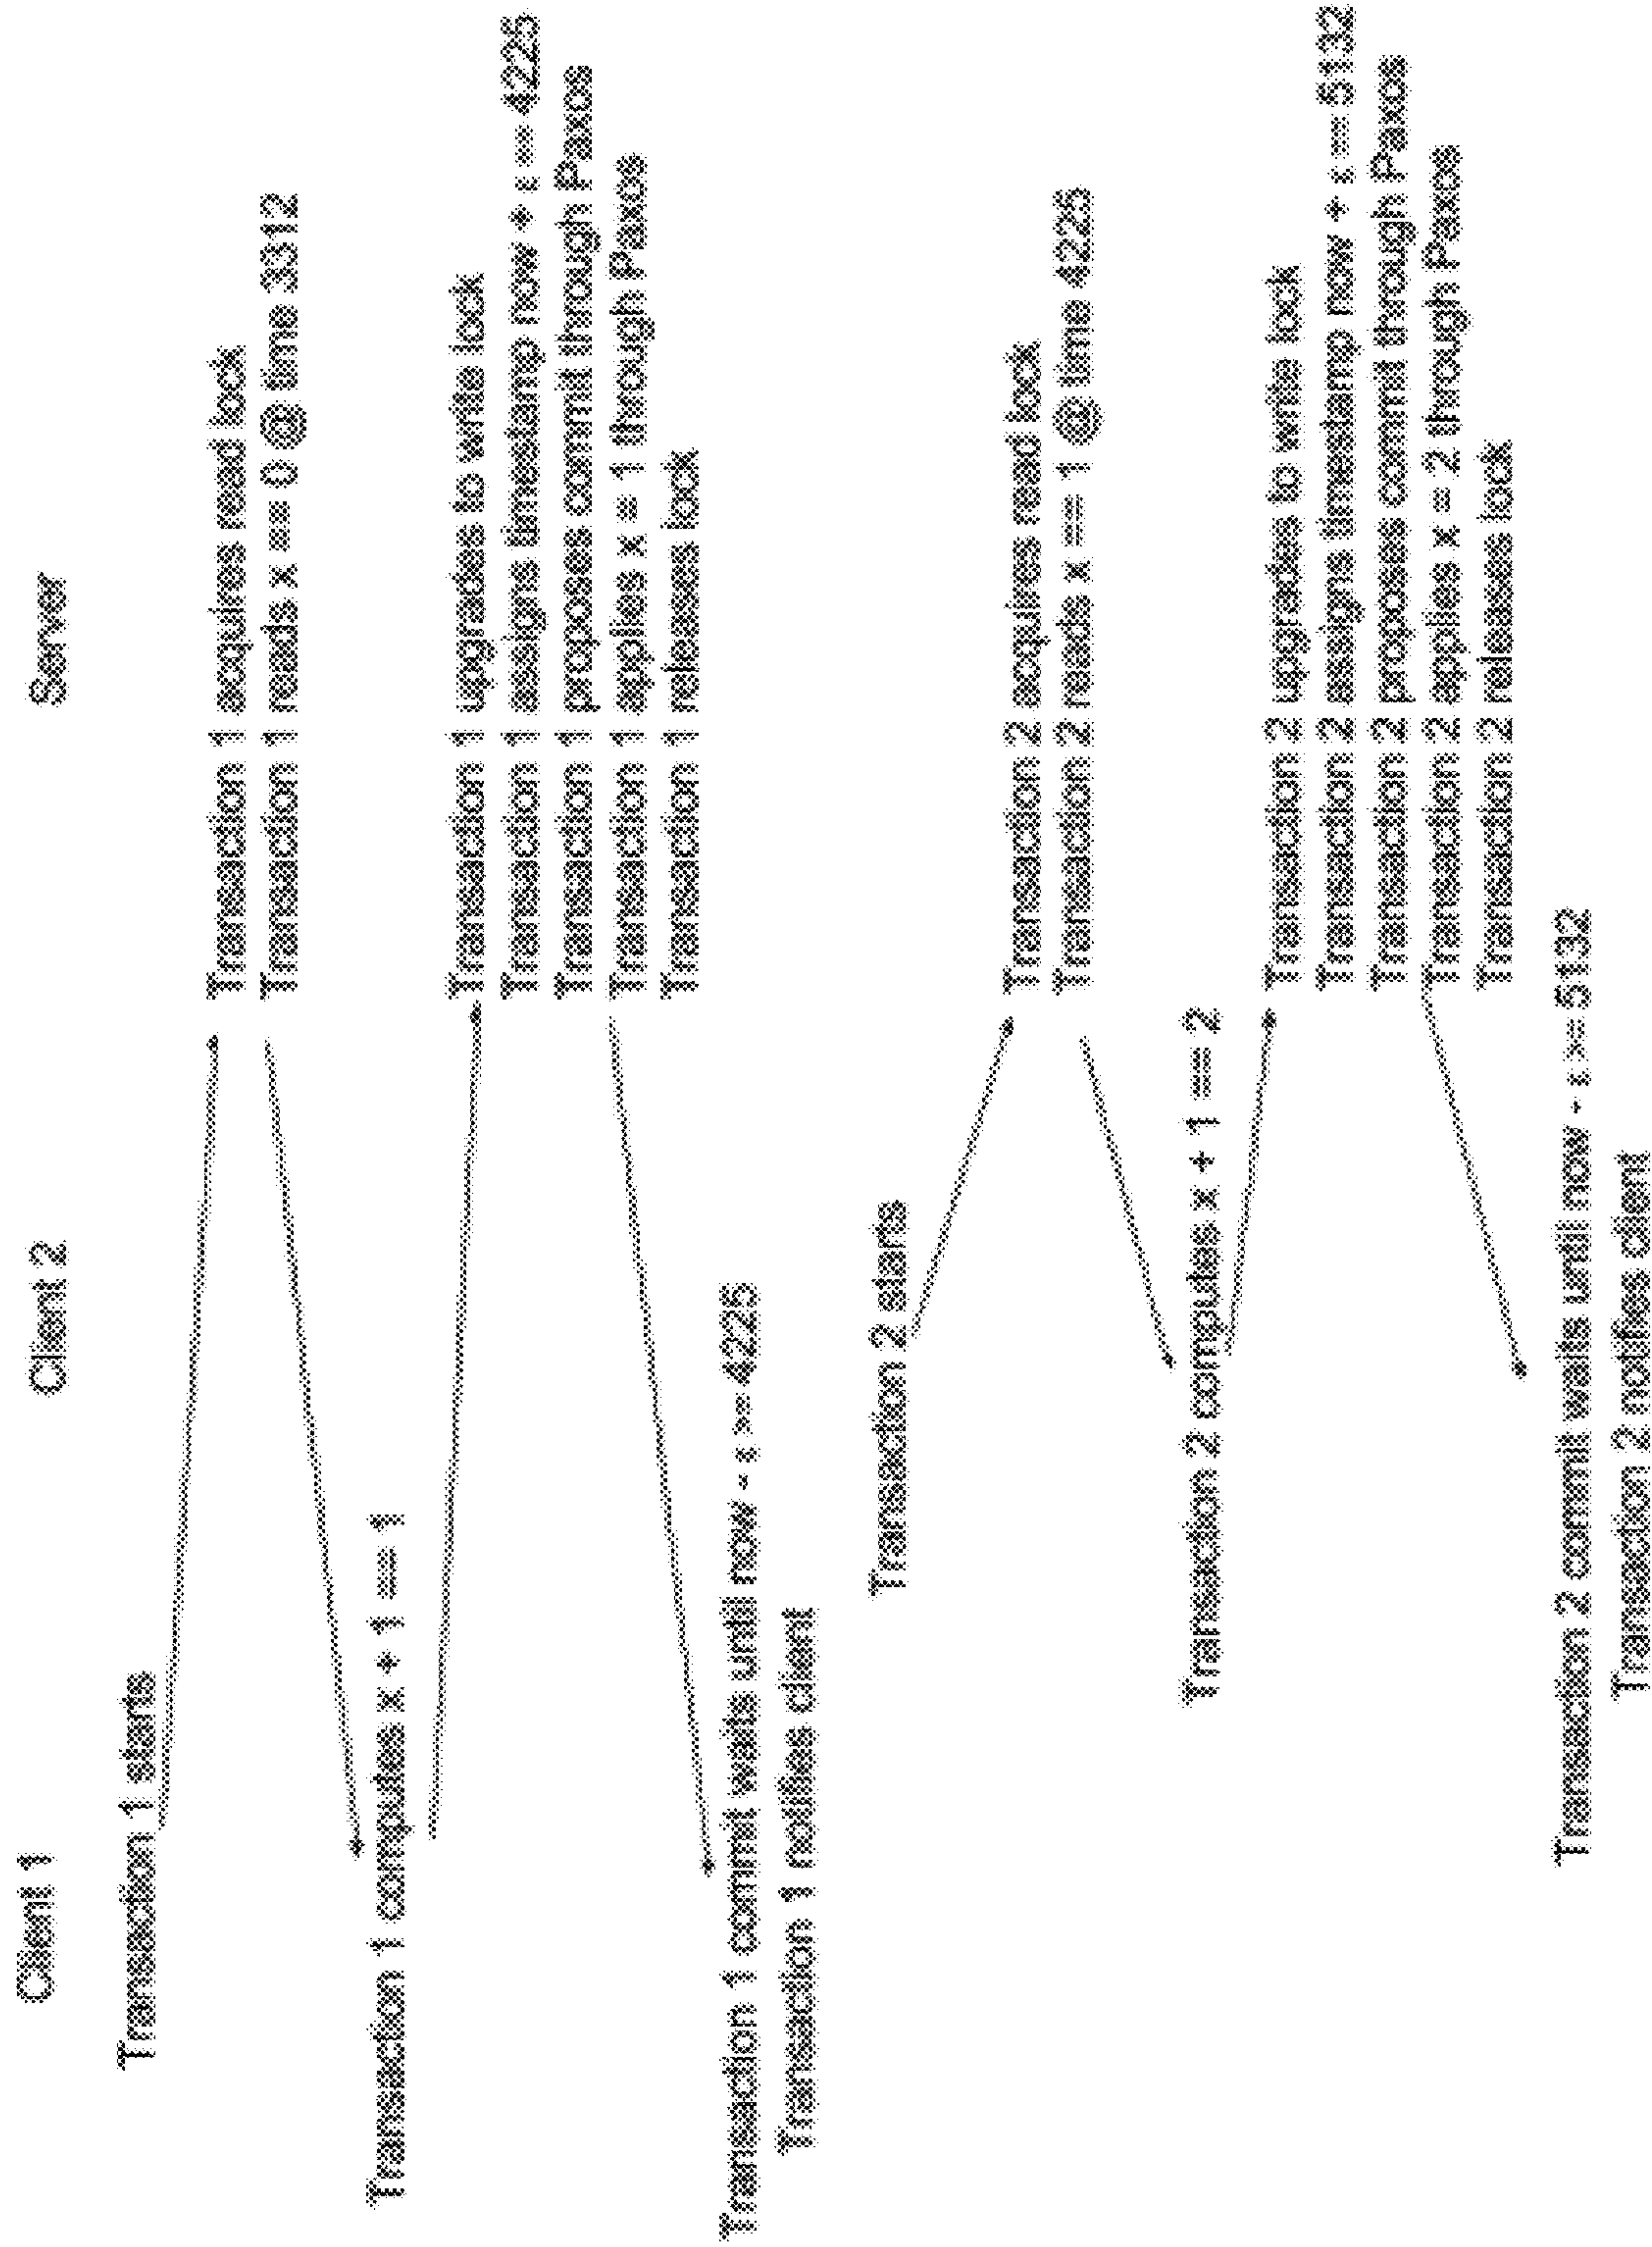 Client 1
Client 2
Server
Transaction 1 starts
Transaction 1 acquires read lock
Transaction 1 reads x == 0 @ time 3312
Transaction 1 computes x + 1 == 1
Transaction 1 upgrades to write lock
Transaction 1 assigns timestamp now + ε == 4225
Transaction 1 proposes commit through Paxos
Transaction 1 applies x = 1 through Paxos
Transaction 1 releases lock
Transaction 1 commit waits until now - ε >= 4225
Transaction 1 notifies client
Transaction 2 starts
Transaction 2 acquires read lock
Transaction 2 reads x == 1 @ time 4225
Transaction 2 computes x + 1 == 2
Transaction 2 upgrades to write lock
Transaction 2 assigns timestamp now + ε == 5132
Transaction 2 proposes commit through Paxos
Transaction 2 applies x = 2 through Paxos
Transaction 2 releases lock
Transaction 2 commit waits until now - ε >= 5132
Transaction 2 notifies client